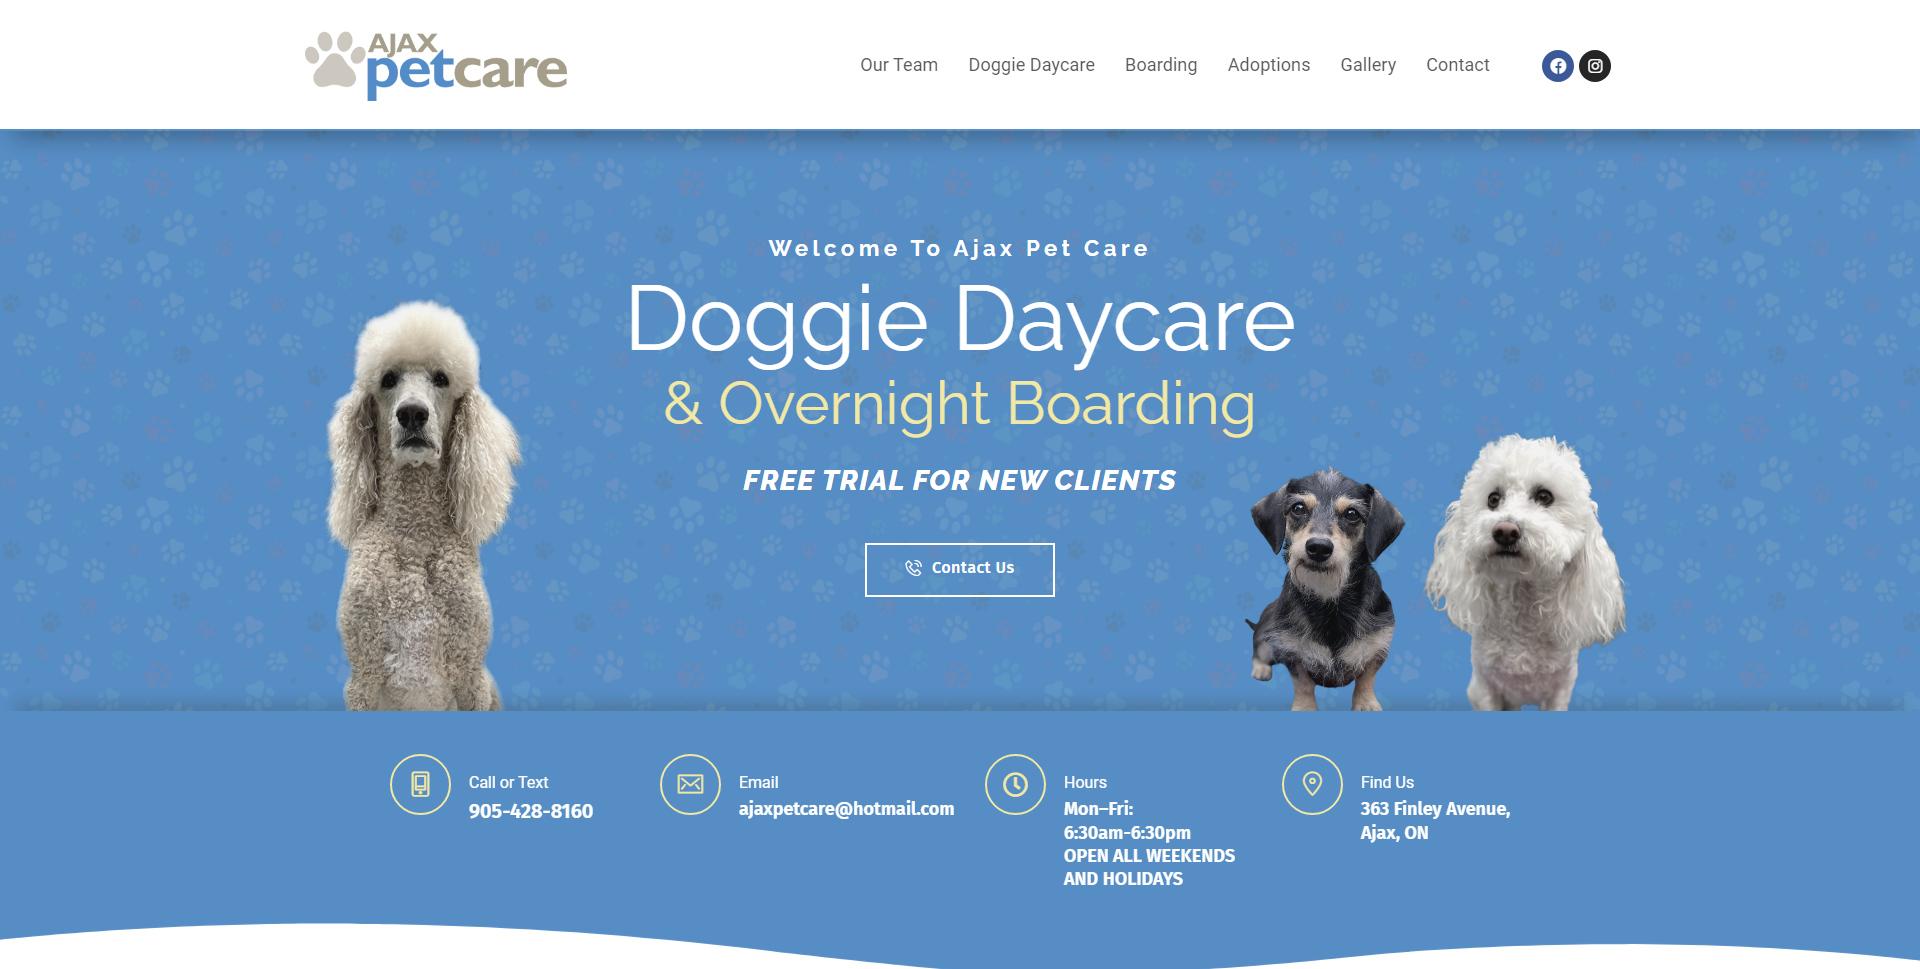 AJAX
petcare
Our Team Doggie Daycare Boarding Adoptions Gallery Contact
Welcome To Ajax Pet Care
Doggie Daycare
& Overnight Boarding
FREE TRIAL FOR NEW CLIENTS
Contact Us
Call or Text
905-428-8160
Email
ajaxpetcare@hotmail.com
Hours
Mon–Fri:
6:30am-6:30pm
OPEN ALL WEEKENDS
AND HOLIDAYS
Find Us
363 Finley Avenue,
Ajax, ON